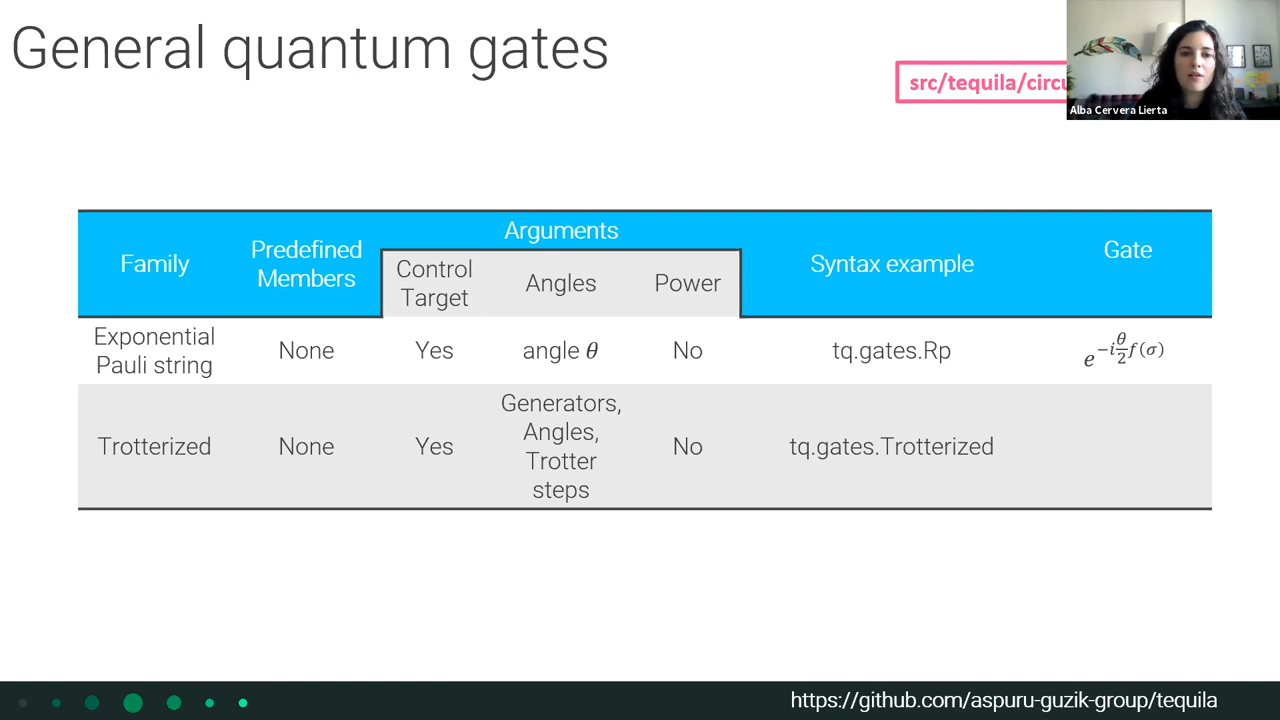 General quantum gates
src/tequila/circu
Alba Cervera Lierta
Family
Predefined
Members
Arguments
Control
Target
Angles
Power
Syntax example
Gate
Exponential
Pauli string
None
Yes
angle θ
No
tq.gates.Rp
e^{-i\frac{θ}{2}f(σ)}
Trotterized
None
Yes
Generators,
Angles,
Trotter
steps
No
tq.gates.Trotterized
https://github.com/aspuru-guzik-group/tequila